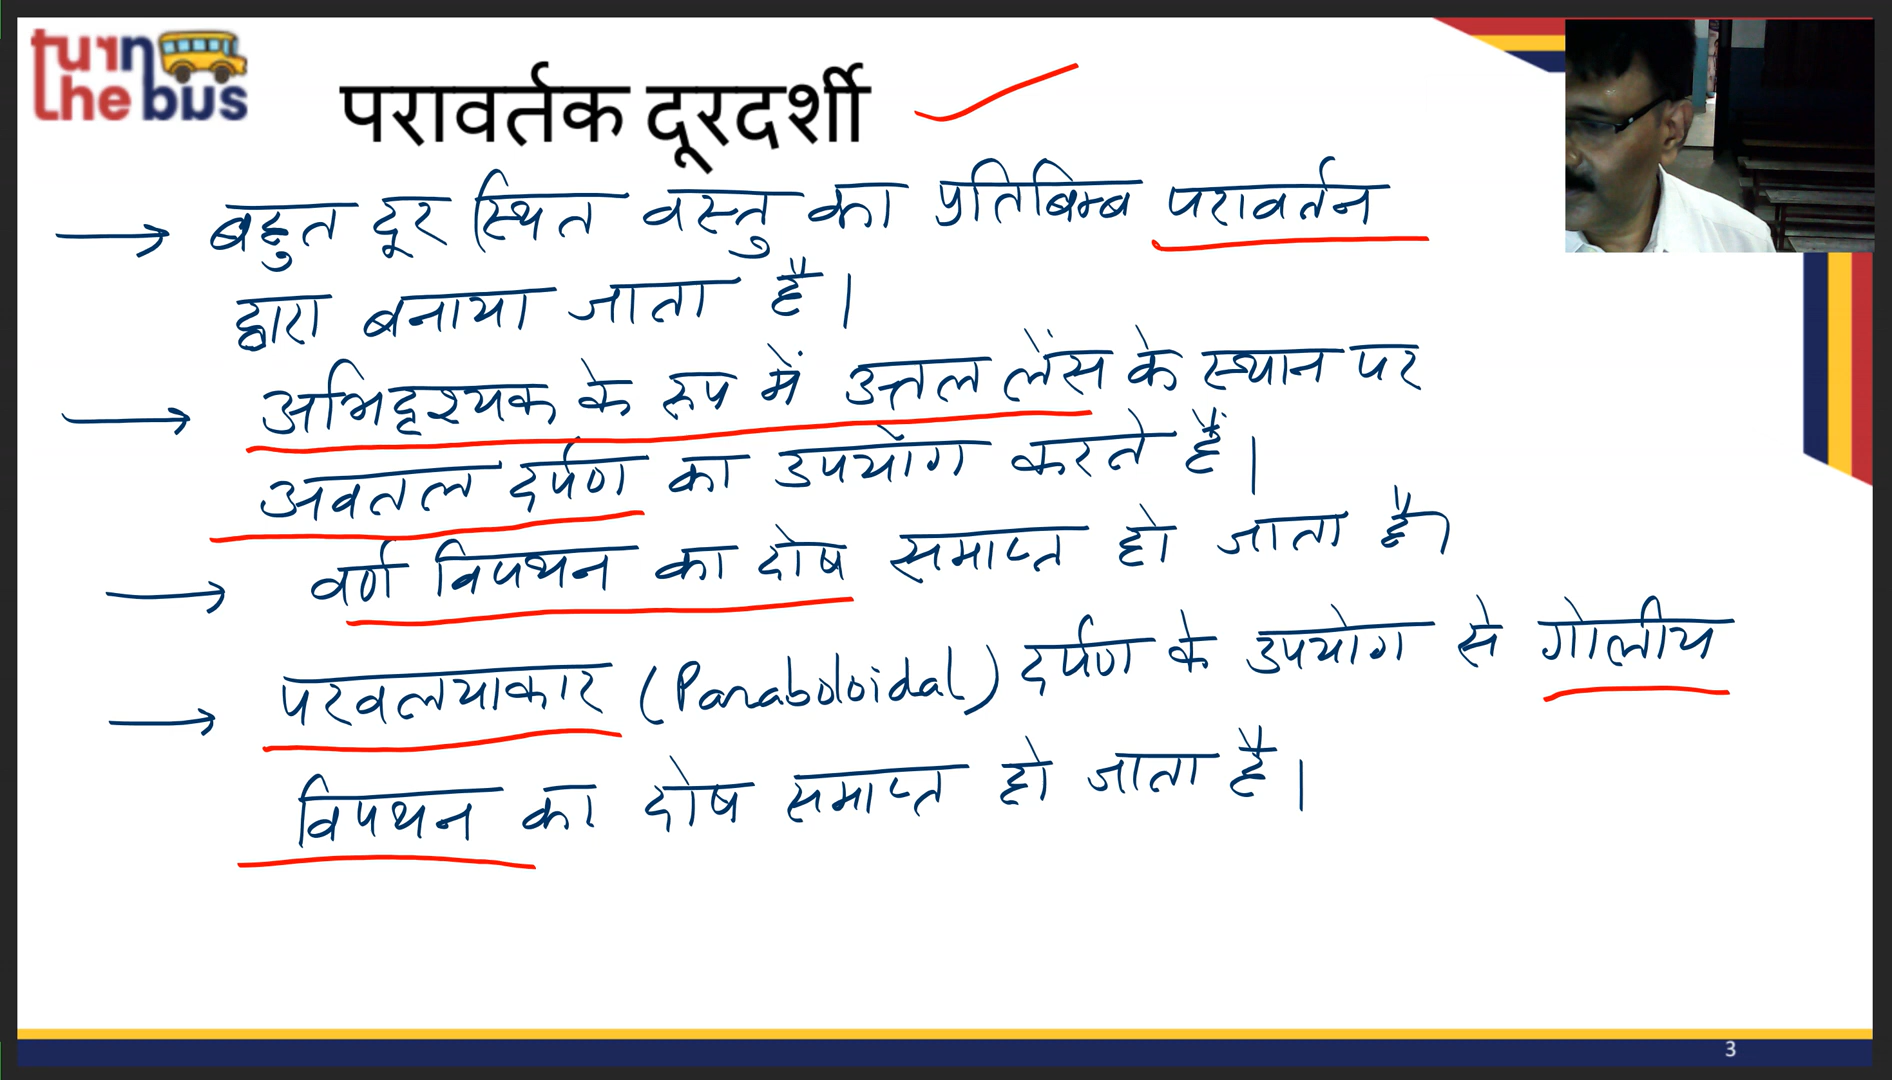 turn
the bus
परावर्तक दूरदर्शी
→ बहुत दूर स्थित वस्तु का प्रतिबिम्ब परावर्तन
द्वारा बनाया जाता है।
→ अभिदृश्यक के रूप में उत्तल लेंस के स्थान पर
अवतल दर्पण का उपयोग करते हैं।
→ वर्ण विपथन का दोष समाप्त हो जाता है।
→ परवलयाकार (Paraboloidal) दर्पण के उपयोग से गोलीय
विपथन का दोष समाप्त हो जाता है।
3